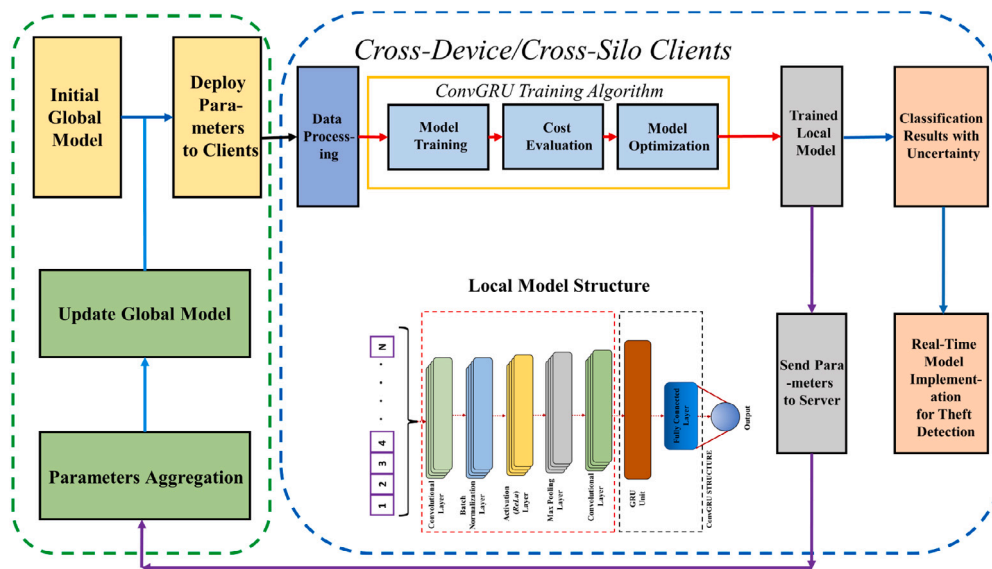 Cross-Device/Cross-Silo Clients
Initial
Global
Model
Deploy
Para-
meters
to Clients
Data
Process-
ing
ConvGRU Training Algorithm
Model
Training
Cost
Evaluation
Model
Optimization
Trained
Local
Model
Classification
Results with
Uncertainty
Update Global Model
Parameters Aggregation
Local Model Structure
1
2
3
4
.
.
.
.
N
Convolutional
Layer
Batch
Normalization Layer
Activation
(ReLu)
Layer
Max Pooling
Layer
Convolutional
Layer
GRU
Unit
Fully Connected
Layer
ConvGRU STRUCTURE
Output
Send Para
-meters
to Server
Real-Time
Model
Implement-
ation
for Theft
Detection